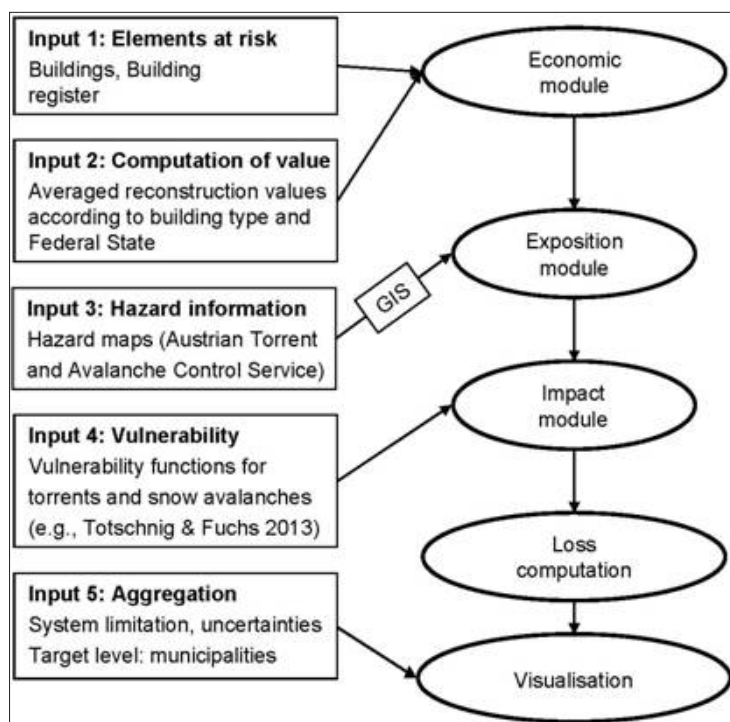 Input 1: Elements at risk
Buildings, Building
register
Economic
module
Input 2: Computation of value
Averaged reconstruction values
according to building type and
Federal State
Exposition
module
Input 3: Hazard information
Hazard maps (Austrian Torrent
and Avalanche Control Service)
GIS
Impact
module
Input 4: Vulnerability
Vulnerability functions for
torrents and snow avalanches
(e.g., Totschnig & Fuchs 2013)
Loss
computation
Input 5: Aggregation
System limitation, uncertainties
Target level: municipalities
Visualisation